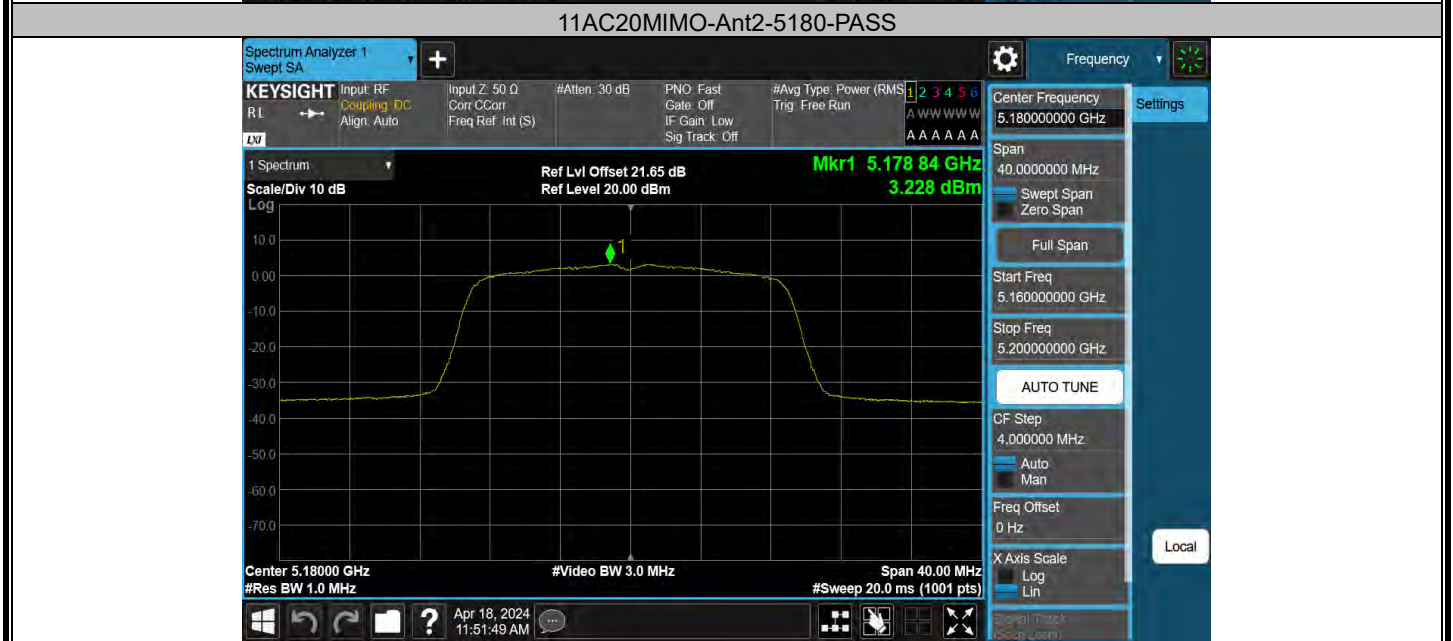 11AC20MIMO-Ant2-5180-PASS
Spectrum Analyzer 1
Swept SA
+
Frequency
KEYSIGHT
RL
LXI
Input: RF
Coupling: DC
Align: Auto
Input Z: 50 Ω
Corr CCorr
Freq Ref: Int (S)
#Atten: 30 dB
PNO: Fast
Gate: Off
IF Gain: Low
Sig Track: Off
#Avg Type: Power (RMS
Trig: Free Run
1 2 3 4 5 6
A W W W W W
A A A A A A
1 Spectrum
Scale/Div 10 dB
Log
Ref Lvl Offset 21.65 dB
Ref Level 20.00 dBm
Mkr1 5.178 84 GHz
3.228 dBm
1
10.0
0.00
-10.0
-20.0
-30.0
-40.0
-50.0
-60.0
-70.0
Center 5.18000 GHz
#Res BW 1.0 MHz
#Video BW 3.0 MHz
Span 40.00 MHz
#Sweep 20.0 ms (1001 pts)
?
Apr 18, 2024
11:51:49 AM
Center Frequency
5.180000000 GHz
Settings
Span
40.0000000 MHz
Swept Span
Zero Span
Full Span
Start Freq
5.160000000 GHz
Stop Freq
5.200000000 GHz
AUTO TUNE
CF Step
4.000000 MHz
Auto
Man
Freq Offset
0 Hz
X Axis Scale
Log
Lin
Local
Signal Track
(Span Zoom)